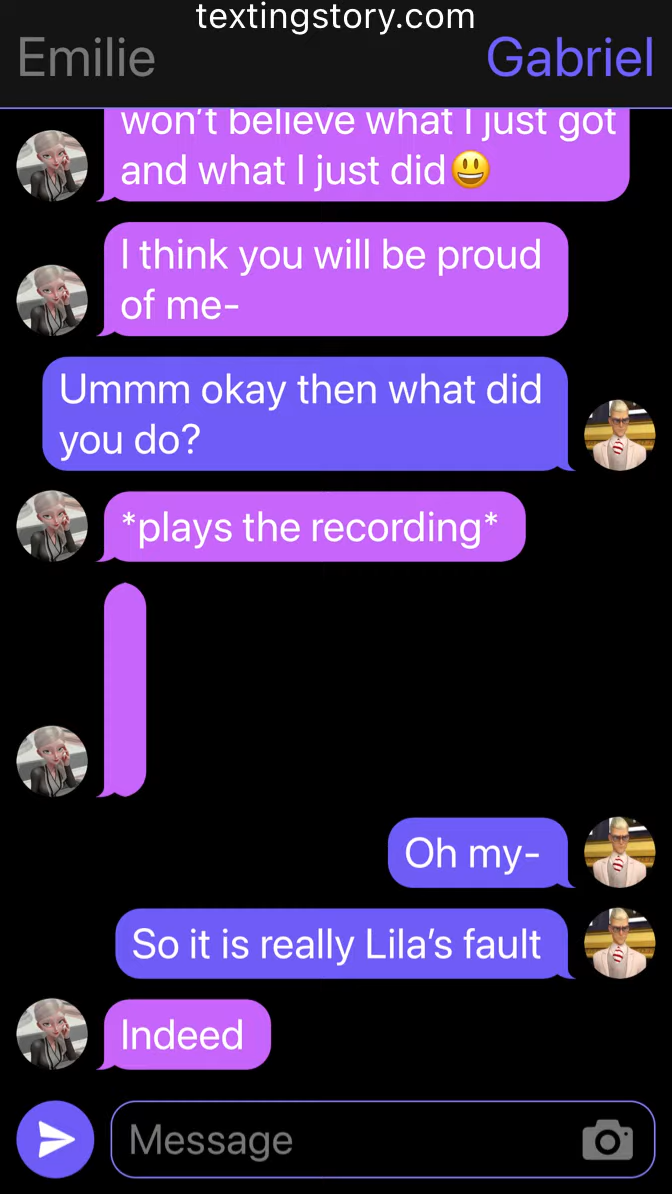 textingstory.com
Emilie
Gabriel
won't believe what I just got
and what I just did😃
I think you will be proud
of me-
Ummm okay then what did
you do?
*plays the recording*
Oh my-
So it is really Lila's fault
Indeed
Message